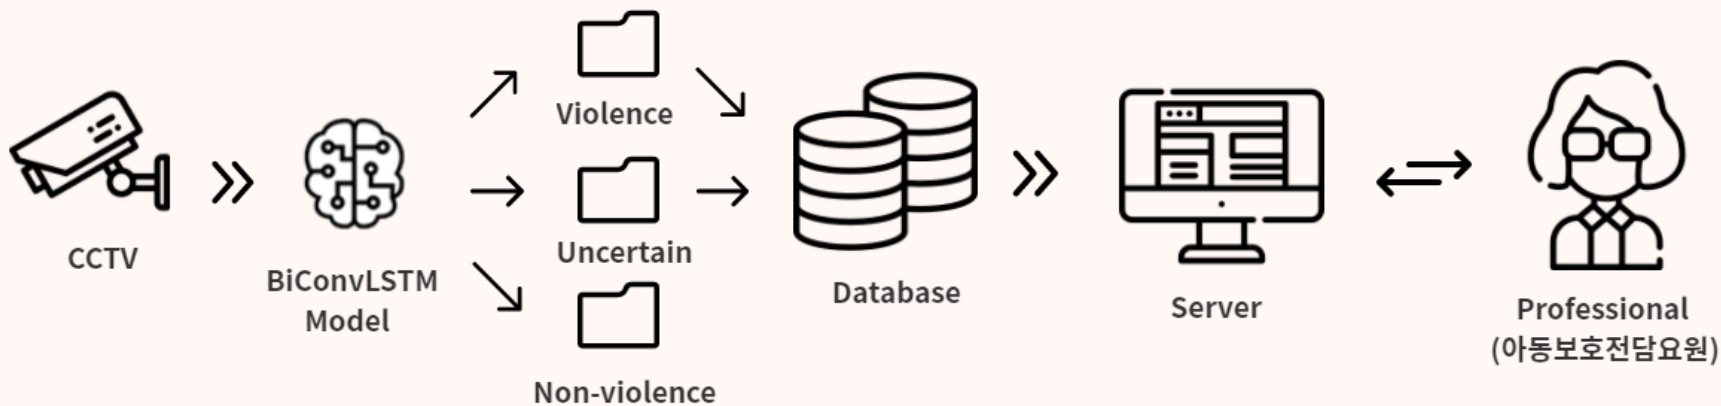 CCTV
BiConvLSTM
Model
Violence
Uncertain
Non-violence
Database
Server
Professional
(아동보호전담요원)